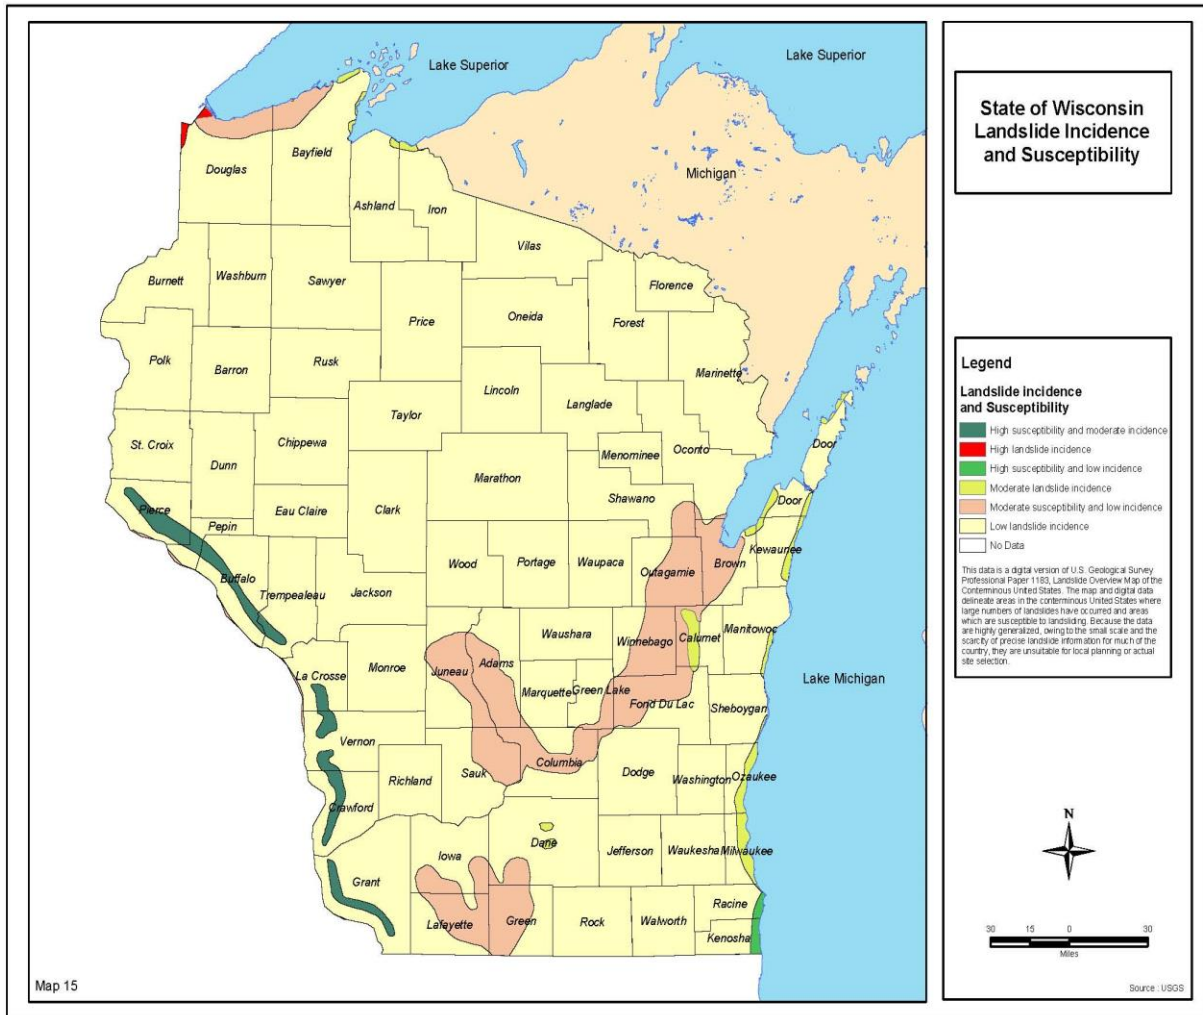 Lake Superior
Lake Superior
Michigan
Douglas
Bayfield
Ashland
Iron
Vilas
Burnett
Washburn
Sawyer
Florence
Price
Oneida
Forest
Polk
Barron
Rusk
Marinette
Lincoln
Langlade
Taylor
St. Croix
Chippewa
Dunn
Menominee
Oconto
Door
Marathon
Shawano
Pierce
Eau Claire
Clark
Door
Pepin
Kewaunee
Wood
Portage
Waupaca
Outagamie
Brown
Buffalo
Trempealeau
Jackson
Waushara
Winnebago
Calumet
Manitowoc
Monroe
Juneau
Adams
La Crosse
Marquette
Green Lake
Fond Du Lac
Sheboygan
Lake Michigan
Vernon
Columbia
Sauk
Richland
Dodge
Washington
Ozaukee
Crawford
Dane
Iowa
Jefferson
Waukesha
Milwaukee
Grant
Lafayette
Green
Rock
Walworth
Racine
Kenosha
Map 15
State of Wisconsin
Landslide Incidence
and Susceptibility
Legend
Landslide incidence
and Susceptibility
High susceptibility and moderate incidence
High landslide incidence
High susceptibility and low incidence
Moderate landslide incidence
Moderate susceptibility and low incidence
Low landslide incidence
No Data
This data is a digital version of U.S. Geological Survey
Professional Paper 1183, Landslide Overview Map of the
Conterminous United States. The map and digital data
delineate areas in the conterminous United States where
large numbers of landslides have occurred and areas
which are susceptible to landsliding. Because the data
are highly generalized, owing to the small scale and the
scarcity of precise landslide information for much of the
country, they are unsuitable for local planning or actual
site selection.
N
30 15 0 30
Miles
Source : USGS